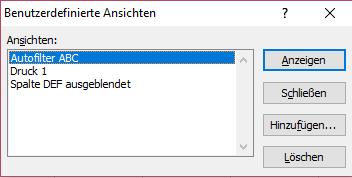 Benutzerdefinierte Ansichten
?
Ansichten:
Autofilter ABC
Druck 1
Spalte DEF ausgeblendet
Anzeigen
Schließen
Hinzufügen...
Löschen